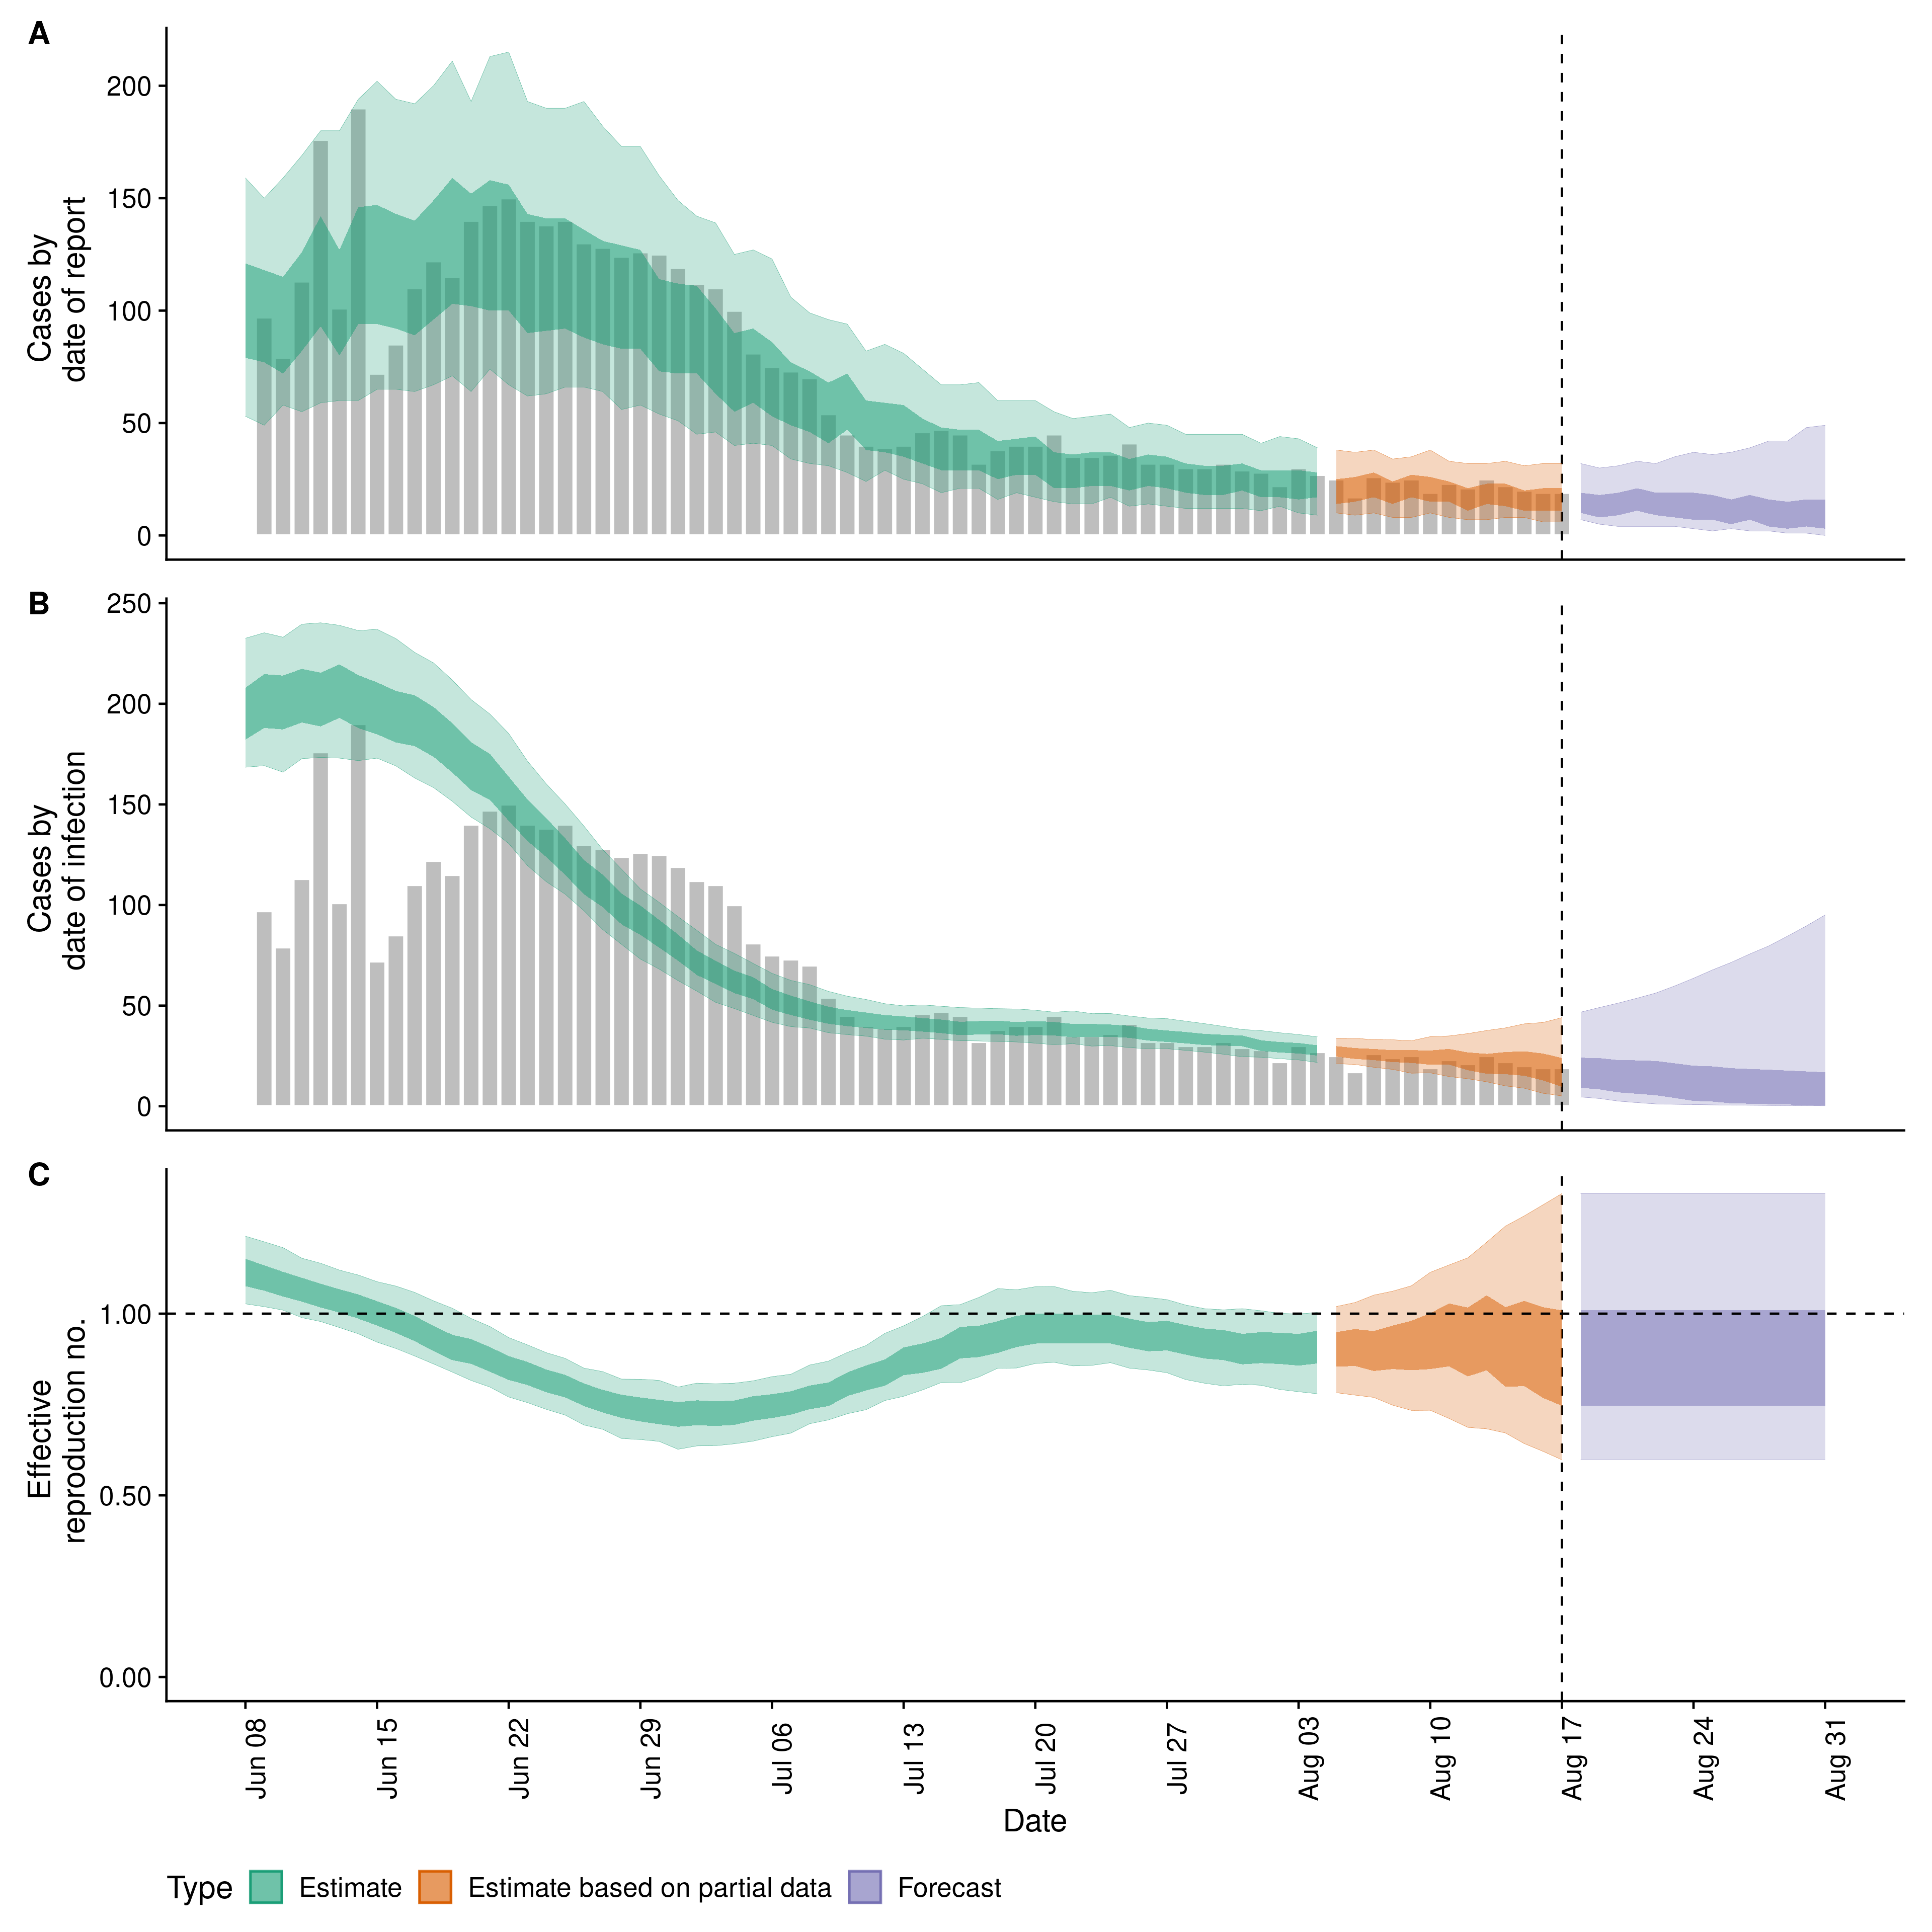 A
200
150
100
50
0
Cases by
date of report
B
250
200
150
100
50
0
Cases by
date of infection
C
1.00
0.50
0.00
Effective
reproduction no.
Jun 08
Jun 15
Jun 22
Jun 29
Jul 06
Jul 13
Jul 20
Jul 27
Aug 03
Aug 10
Aug 17
Aug 24
Aug 31
Date
Type Estimate Estimate based on partial data Forecast